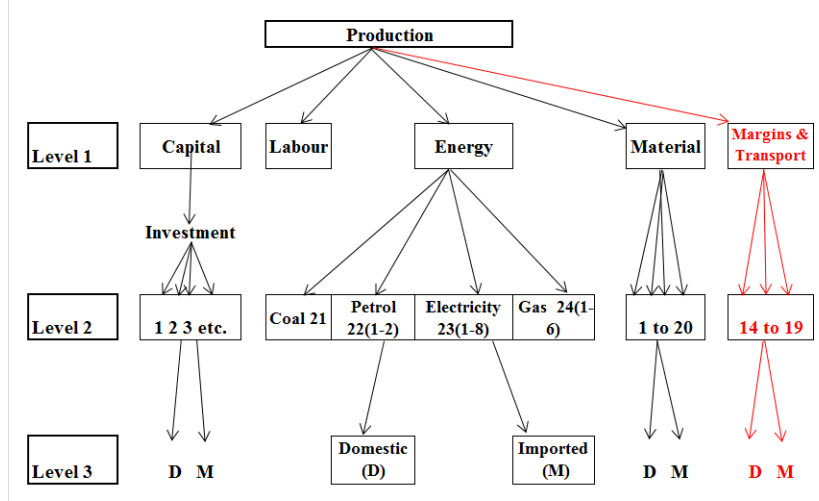 Production
Level 1
Capital
Labour
Energy
Material
Margins &
Transport
Investment
Level 2
1 2 3 etc.
Coal 21
Petrol
22(1-2)
Electricity
23(1-8)
Gas 24(1-
6)
1 to 20
14 to 19
Level 3
D M
Domestic
(D)
Imported
(M)
D M
D M